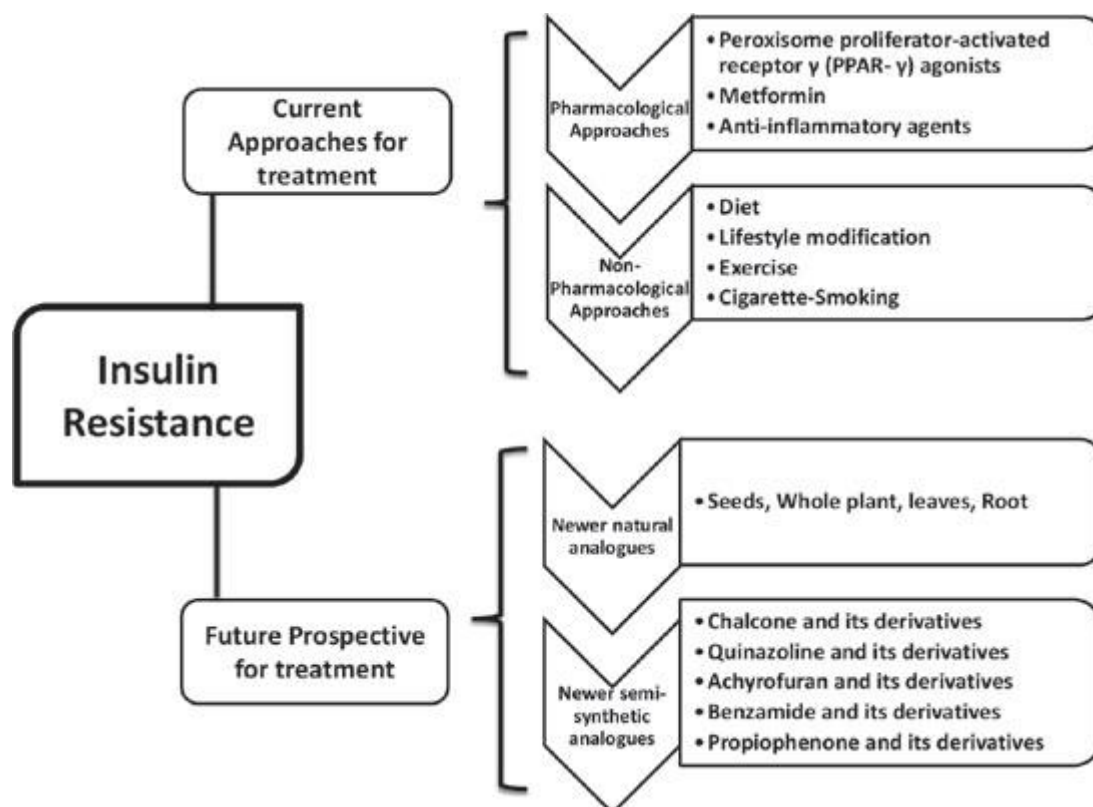 Current
Approaches for
treatment
Pharmacological
Approaches
• Peroxisome proliferator-activated
receptor γ (PPAR- γ) agonists
• Metformin
• Anti-inflammatory agents
Non-
Pharmacological
Approaches
• Diet
• Lifestyle modification
• Exercise
• Cigarette-Smoking
Insulin
Resistance
Future Prospective
for treatment
Newer natural
analogues
• Seeds, Whole plant, leaves, Root
Newer semi-
synthetic
analogues
• Chalcone and its derivatives
• Quinazoline and its derivatives
• Achyrofuran and its derivatives
• Benzamide and its derivatives
• Propiophenone and its derivatives